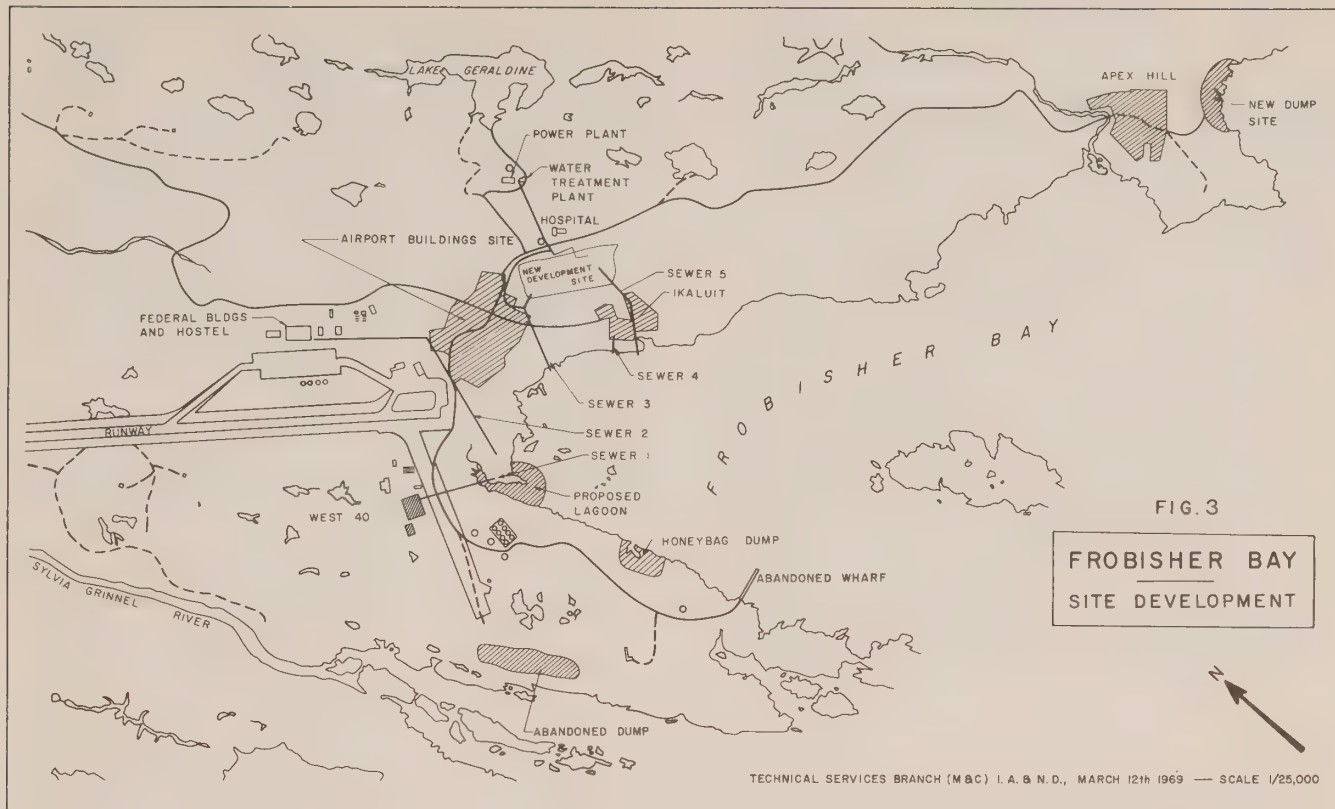 LAKE GERALDINE
APEX HILL
NEW DUMP
SITE
POWER PLANT
WATER
TREATMENT
PLANT
HOSPITAL
AIRPORT BUILDINGS SITE
NEW
DEVELOPMENT
SITE
SEWER 5
IKALUIT
FEDERAL BLDGS
AND HOSTEL
SEWER 4
SEWER 3
SEWER 2
RUNWAY
SEWER 1
PROPOSED
LAGOON
WEST 40
HONEYBAG DUMP
ABANDONED WHARF
FROBISHER BAY
SYLVIA GRINNEL
RIVER
ABANDONED DUMP
FIG. 3
FROBISHER BAY
SITE DEVELOPMENT
N
TECHNICAL SERVICES BRANCH (M&C) I. A. & N. D., MARCH 12th 1969 — SCALE 1/25,000